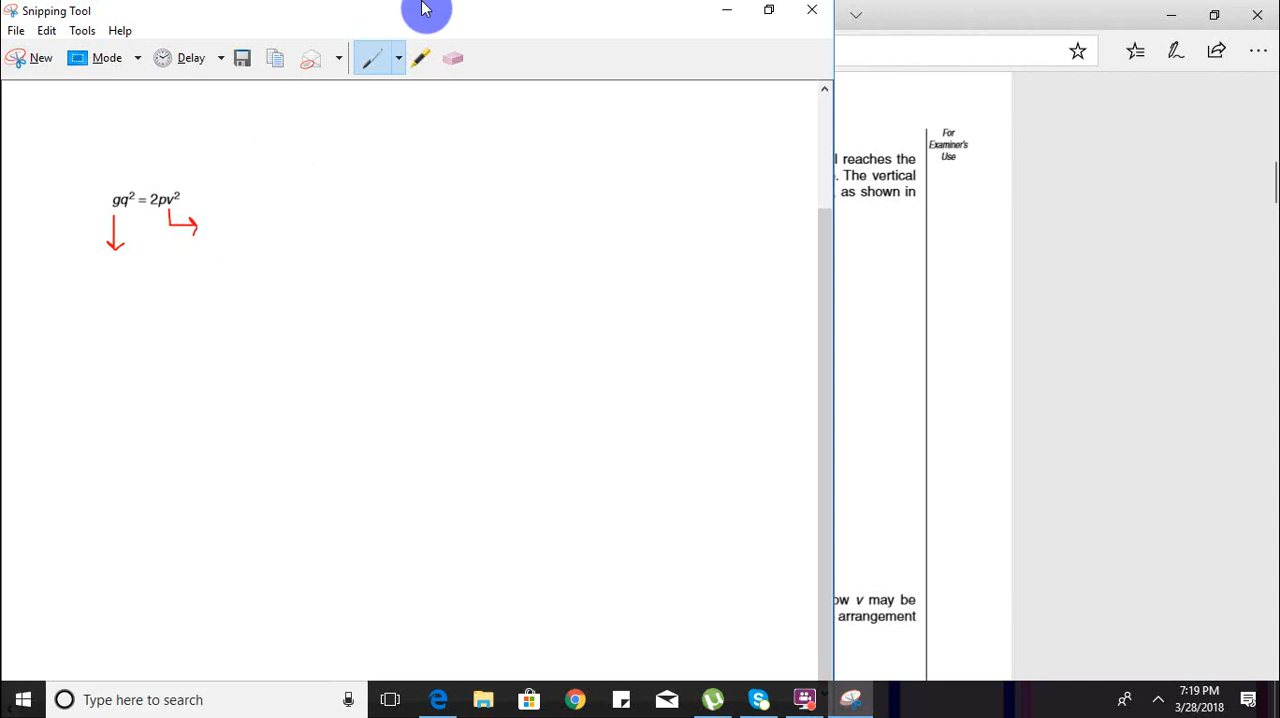 Snipping Tool
File Edit Tools Help
New Mode Delay
gq² = 2pv²
For
Examiner's
Use
l reaches the
. The vertical
, as shown in
ow v may be
arrangement
Type here to search
7:19 PM
3/28/2018